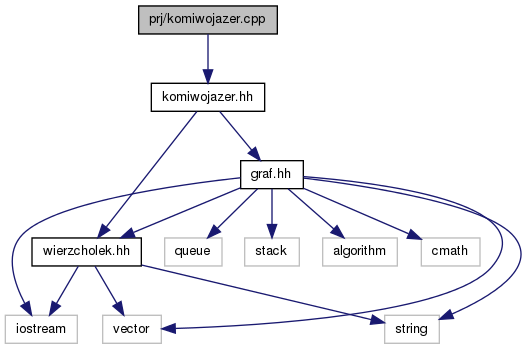 prj/komiwojazer.cpp
komiwojazer.hh
graf.hh
wierzcholek.hh
queue
stack
algorithm
cmath
iostream
vector
string